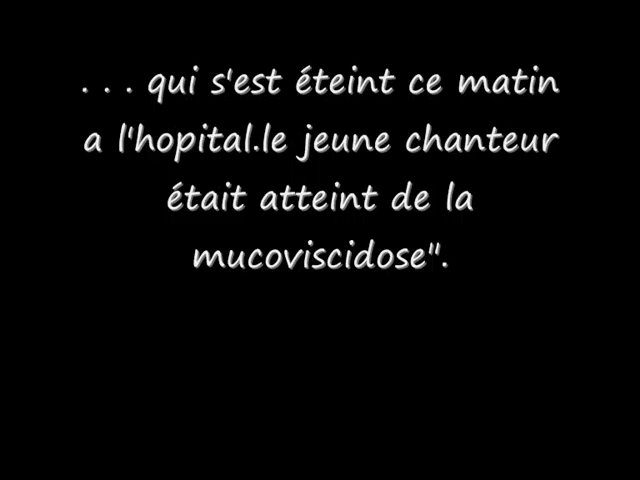 . . . qui s'est éteint ce matin
a l'hopital.le jeune chanteur
était atteint de la
mucoviscidose".